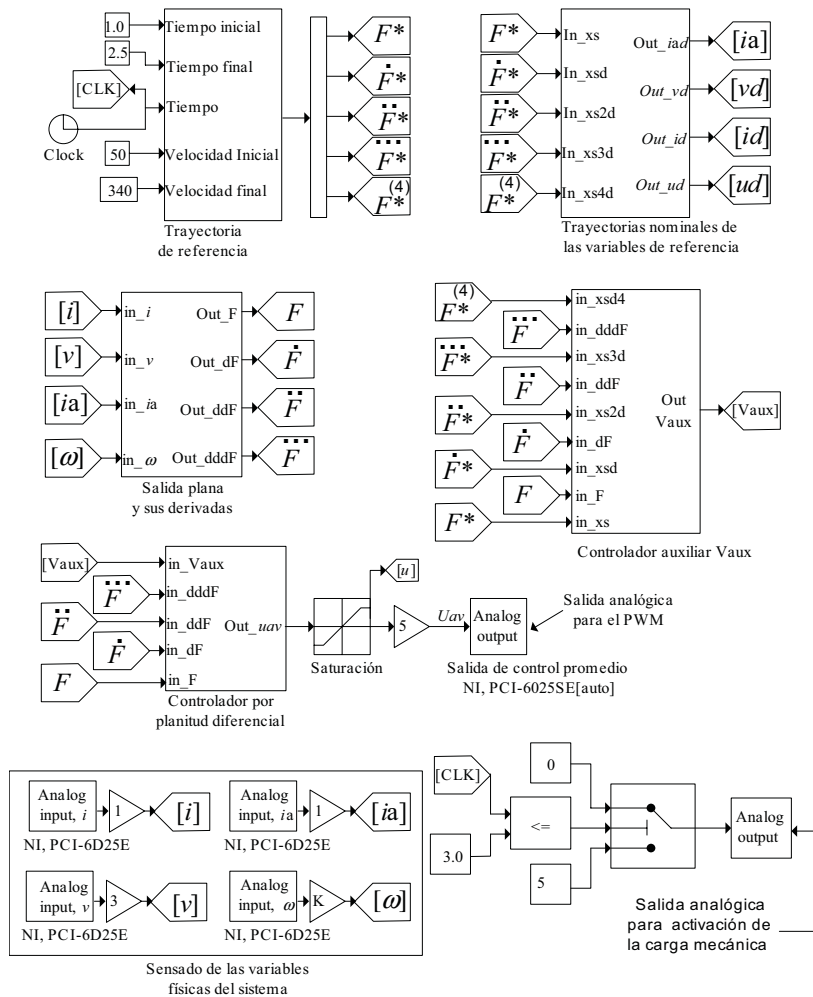 1.0
Tiempo inicial
2.5
Tiempo final
[CLK]
Tiempo
Clock
50
Velocidad Inicial
340
Velocidad final
Trayectoria
de referencia
F*
Ḟ*
F̈*
F⃛*
F*(4)
F*
Ḟ*
F̈*
F⃛*
F*(4)
In_xs
In_xsd
In_xs2d
In_xs3d
In_xs4d
Out_iad
Out_vd
Out_id
Out_ud
[ia]
[vd]
[id]
[ud]
Trayectorias nominales de
las variables de referencia
[i]
[v]
[ia]
[ω]
in_i
in_v
in_ia
in_ω
Out_F
Out_dF
Out_ddF
Out_dddF
F
Ḟ
F̈
F⃛
Salida plana
y sus derivadas
F*(4)
F⃛
F⃛*
F̈
F̈*
Ḟ
Ḟ*
F
F*
in_xsd4
in_dddF
in_xs3d
in_ddF
in_xs2d
in_dF
in_xsd
in_F
in_xs
Out
Vaux
[Vaux]
Controlador auxiliar Vaux
[Vaux]
F⃛
F̈
Ḟ
F
in_Vaux
in_dddF
in_ddF
in_dF
in_F
Out_uav
Controlador por
planitud diferencial
Saturación
[u]
5
Uav
Analog
output
Salida analógica
para el PWM
Salida de control promedio
NI, PCI-6025SE[auto]
Analog
input, i
1
[i]
NI, PCI-6D25E
Analog
input, ia
1
[ia]
NI, PCI-6D25E
Analog
input, v
3
[v]
NI, PCI-6D25E
Analog
input, ω
K
[ω]
NI, PCI-6D25E
Sensado de las variables
físicas del sistema
[CLK]
3.0
<=
0
5
Analog
output
Salida analógica
para activación de
la carga mecánica